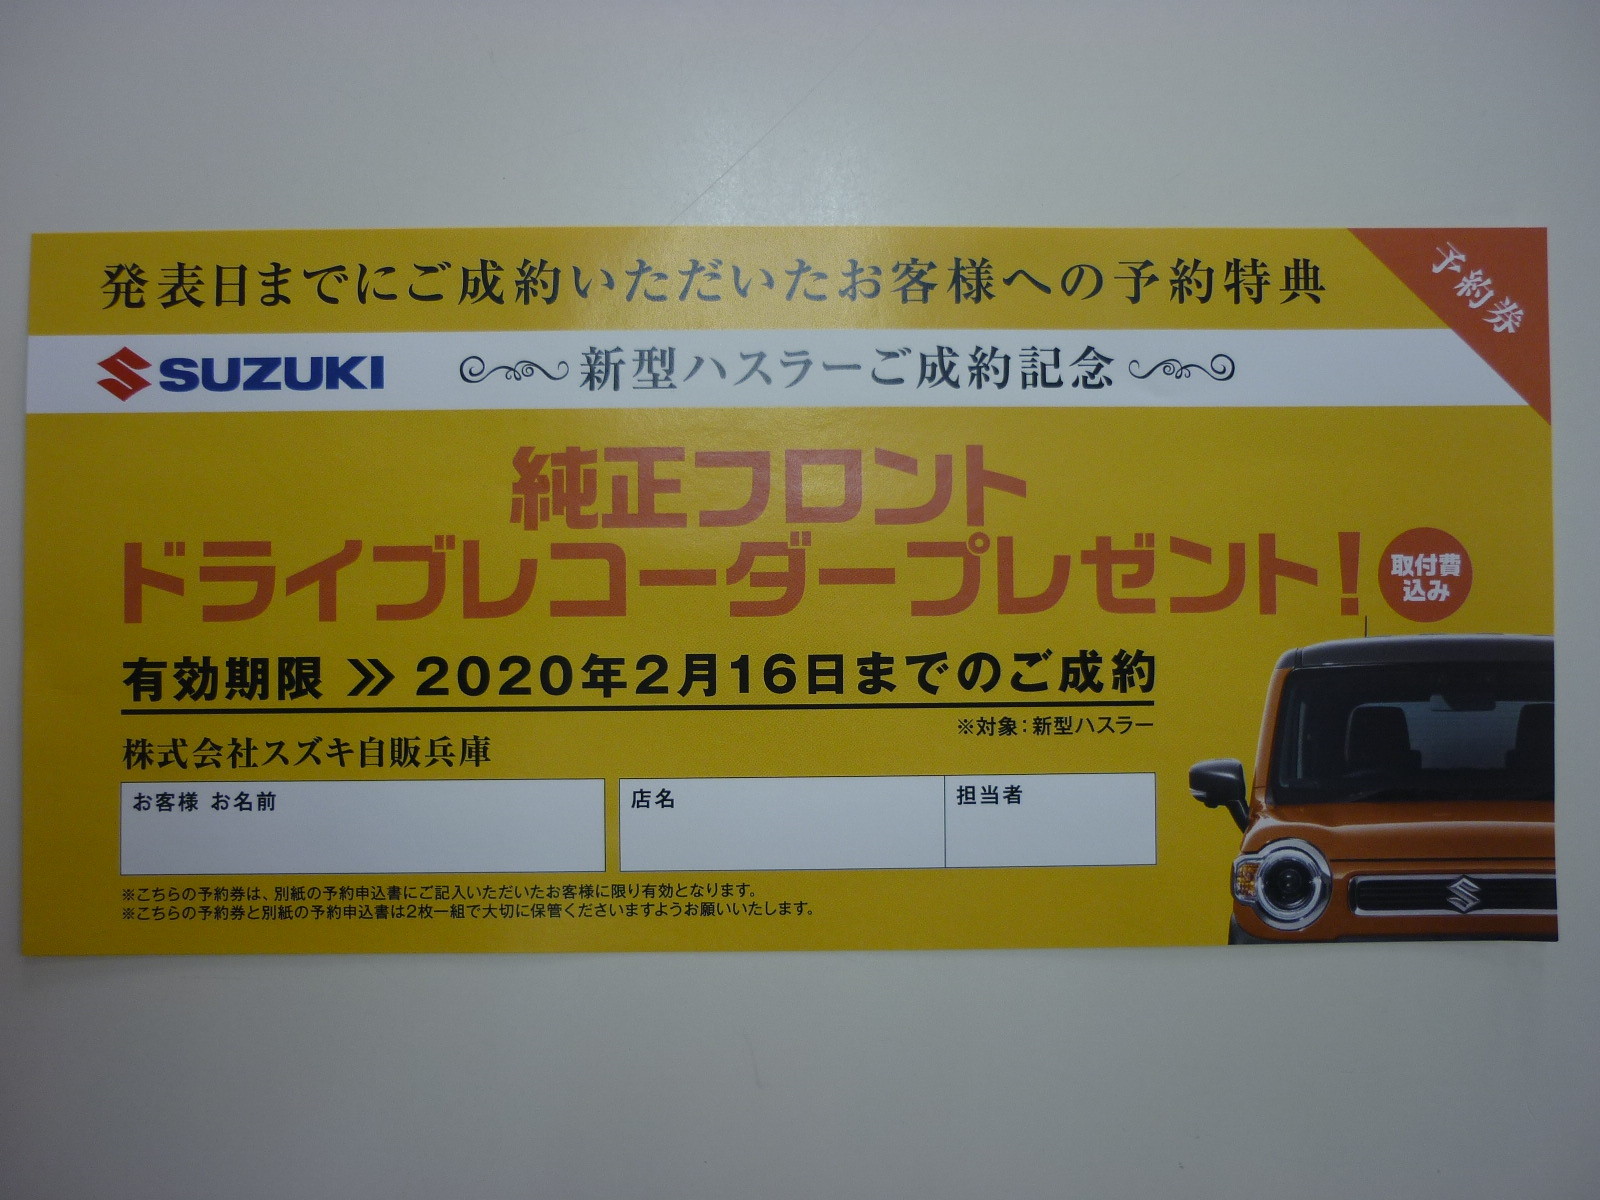 発表日までにご成約いただいたお客様への予約特典
予約券
SUZUKI
新型ハスラーご成約記念
純正フロント
ドライブレコーダープレゼント!
取付費
込み
有効期限 ≫ 2020年2月16日までのご成約
※対象:新型ハスラー
株式会社スズキ自販兵庫
お客様 お名前
店名
担当者
※こちらの予約券は、別紙の予約申込書にご記入いただいたお客様に限り有効となります。
※こちらの予約券と別紙の予約申込書は2枚一組で大切に保管くださいますようお願いいたします。